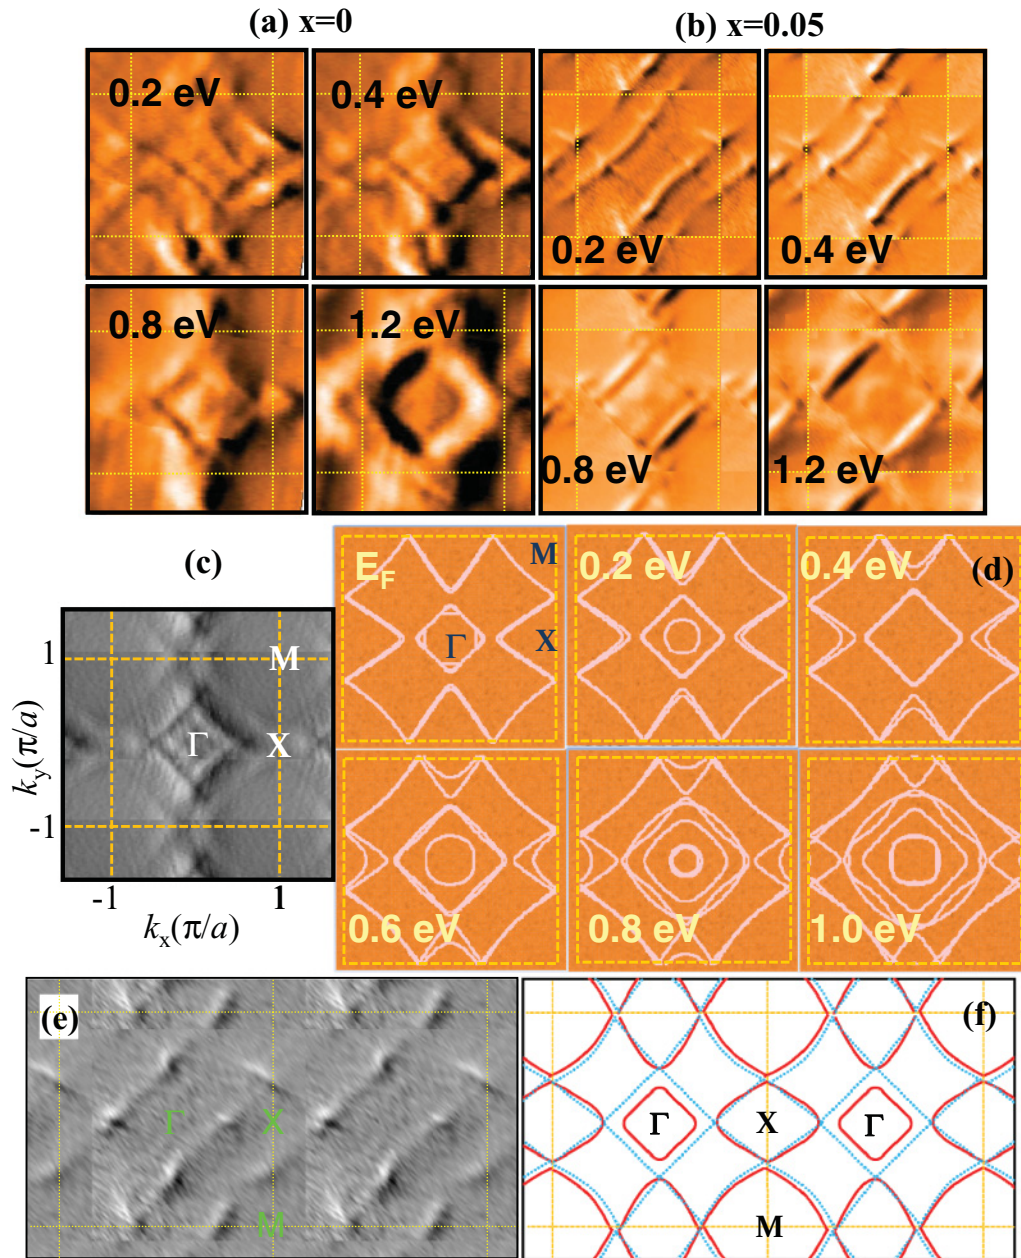 (a) x=0
(b) x=0.05
0.2 eV
0.4 eV
0.2 eV
0.4 eV
0.8 eV
1.2 eV
0.8 eV
1.2 eV
(c)
(d)
E_F
M
Γ
X
0.2 eV
0.4 eV
0.6 eV
0.8 eV
1.0 eV
1
-1
k_y(π/a)
M
Γ
X
-1
1
k_x(π/a)
(e)
Γ
X
M
(f)
Γ
X
Γ
M